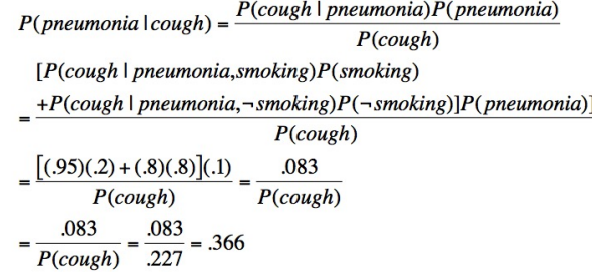 P(pneumonia | cough) = P(cough | pneumonia)P(pneumonia) / P(cough)
[P(cough | pneumonia,smoking)P(smoking)
= +P(cough | pneumonia,¬smoking)P(¬smoking)]P(pneumonia)]
P(cough)
= [(.95)(.2) + (.8)(.8)](.1) / P(cough) = .083 / P(cough)
= .083 / P(cough) = .083 / .227 = .366